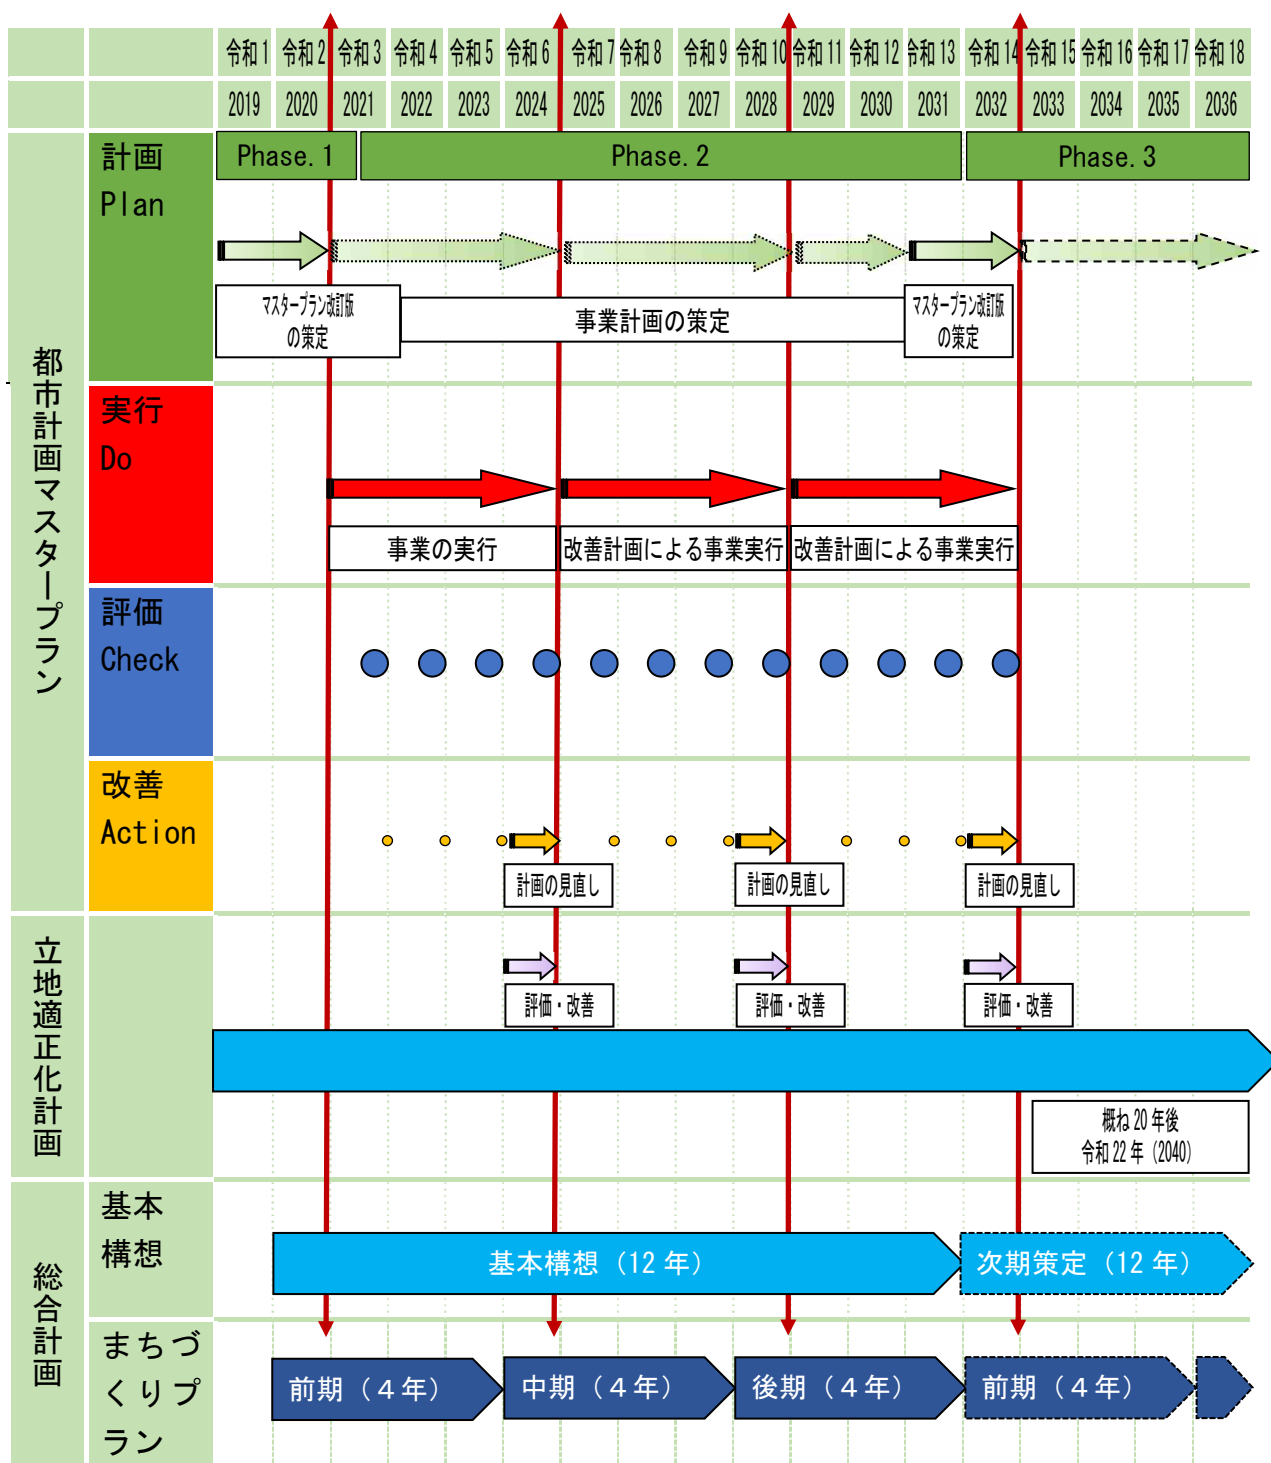 令和1 令和2 令和3 令和4 令和5 令和6 令和7 令和8 令和9 令和10 令和11 令和12 令和13 令和14 令和15 令和16 令和17 令和18
2019 2020 2021 2022 2023 2024 2025 2026 2027 2028 2029 2030 2031 2032 2033 2034 2035 2036
都市計画マスタープラン
計画
Plan
Phase.1 Phase.2 Phase.3
マスタープラン改訂版
の策定
事業計画の策定
マスタープラン改訂版
の策定
実行
Do
事業の実行 改善計画による事業実行 改善計画による事業実行
評価
Check
改善
Action
計画の見直し 計画の見直し 計画の見直し
立地適正化計画
評価・改善 評価・改善 評価・改善
概ね20年後
令和22年(2040)
総合計画
基本
構想
基本構想(12年) 次期策定(12年)
まちづ
くりプ
ラン
前期(4年) 中期(4年) 後期(4年) 前期(4年)